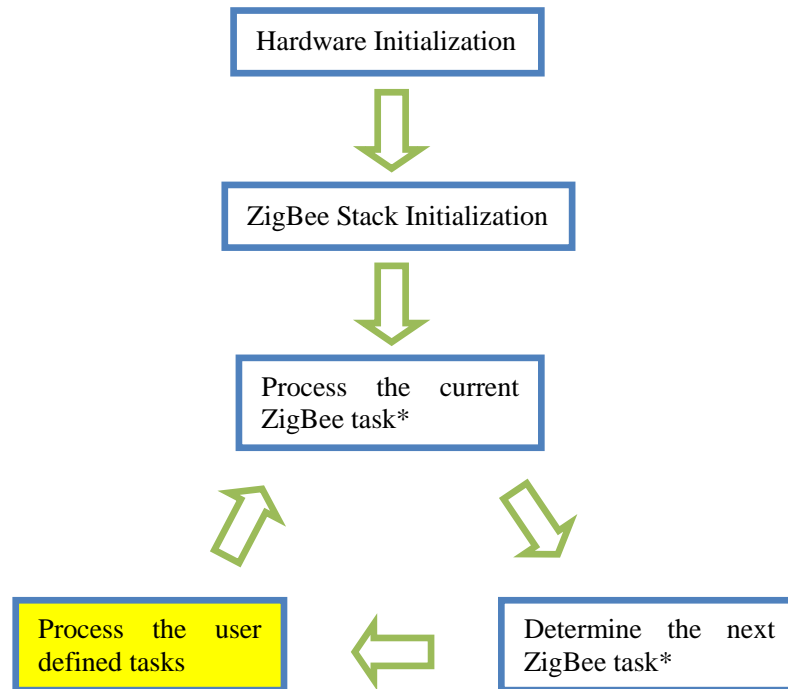 Hardware Initialization
ZigBee Stack Initialization
Process the current
ZigBee task*
Process the user
defined tasks
Determine the next
ZigBee task*